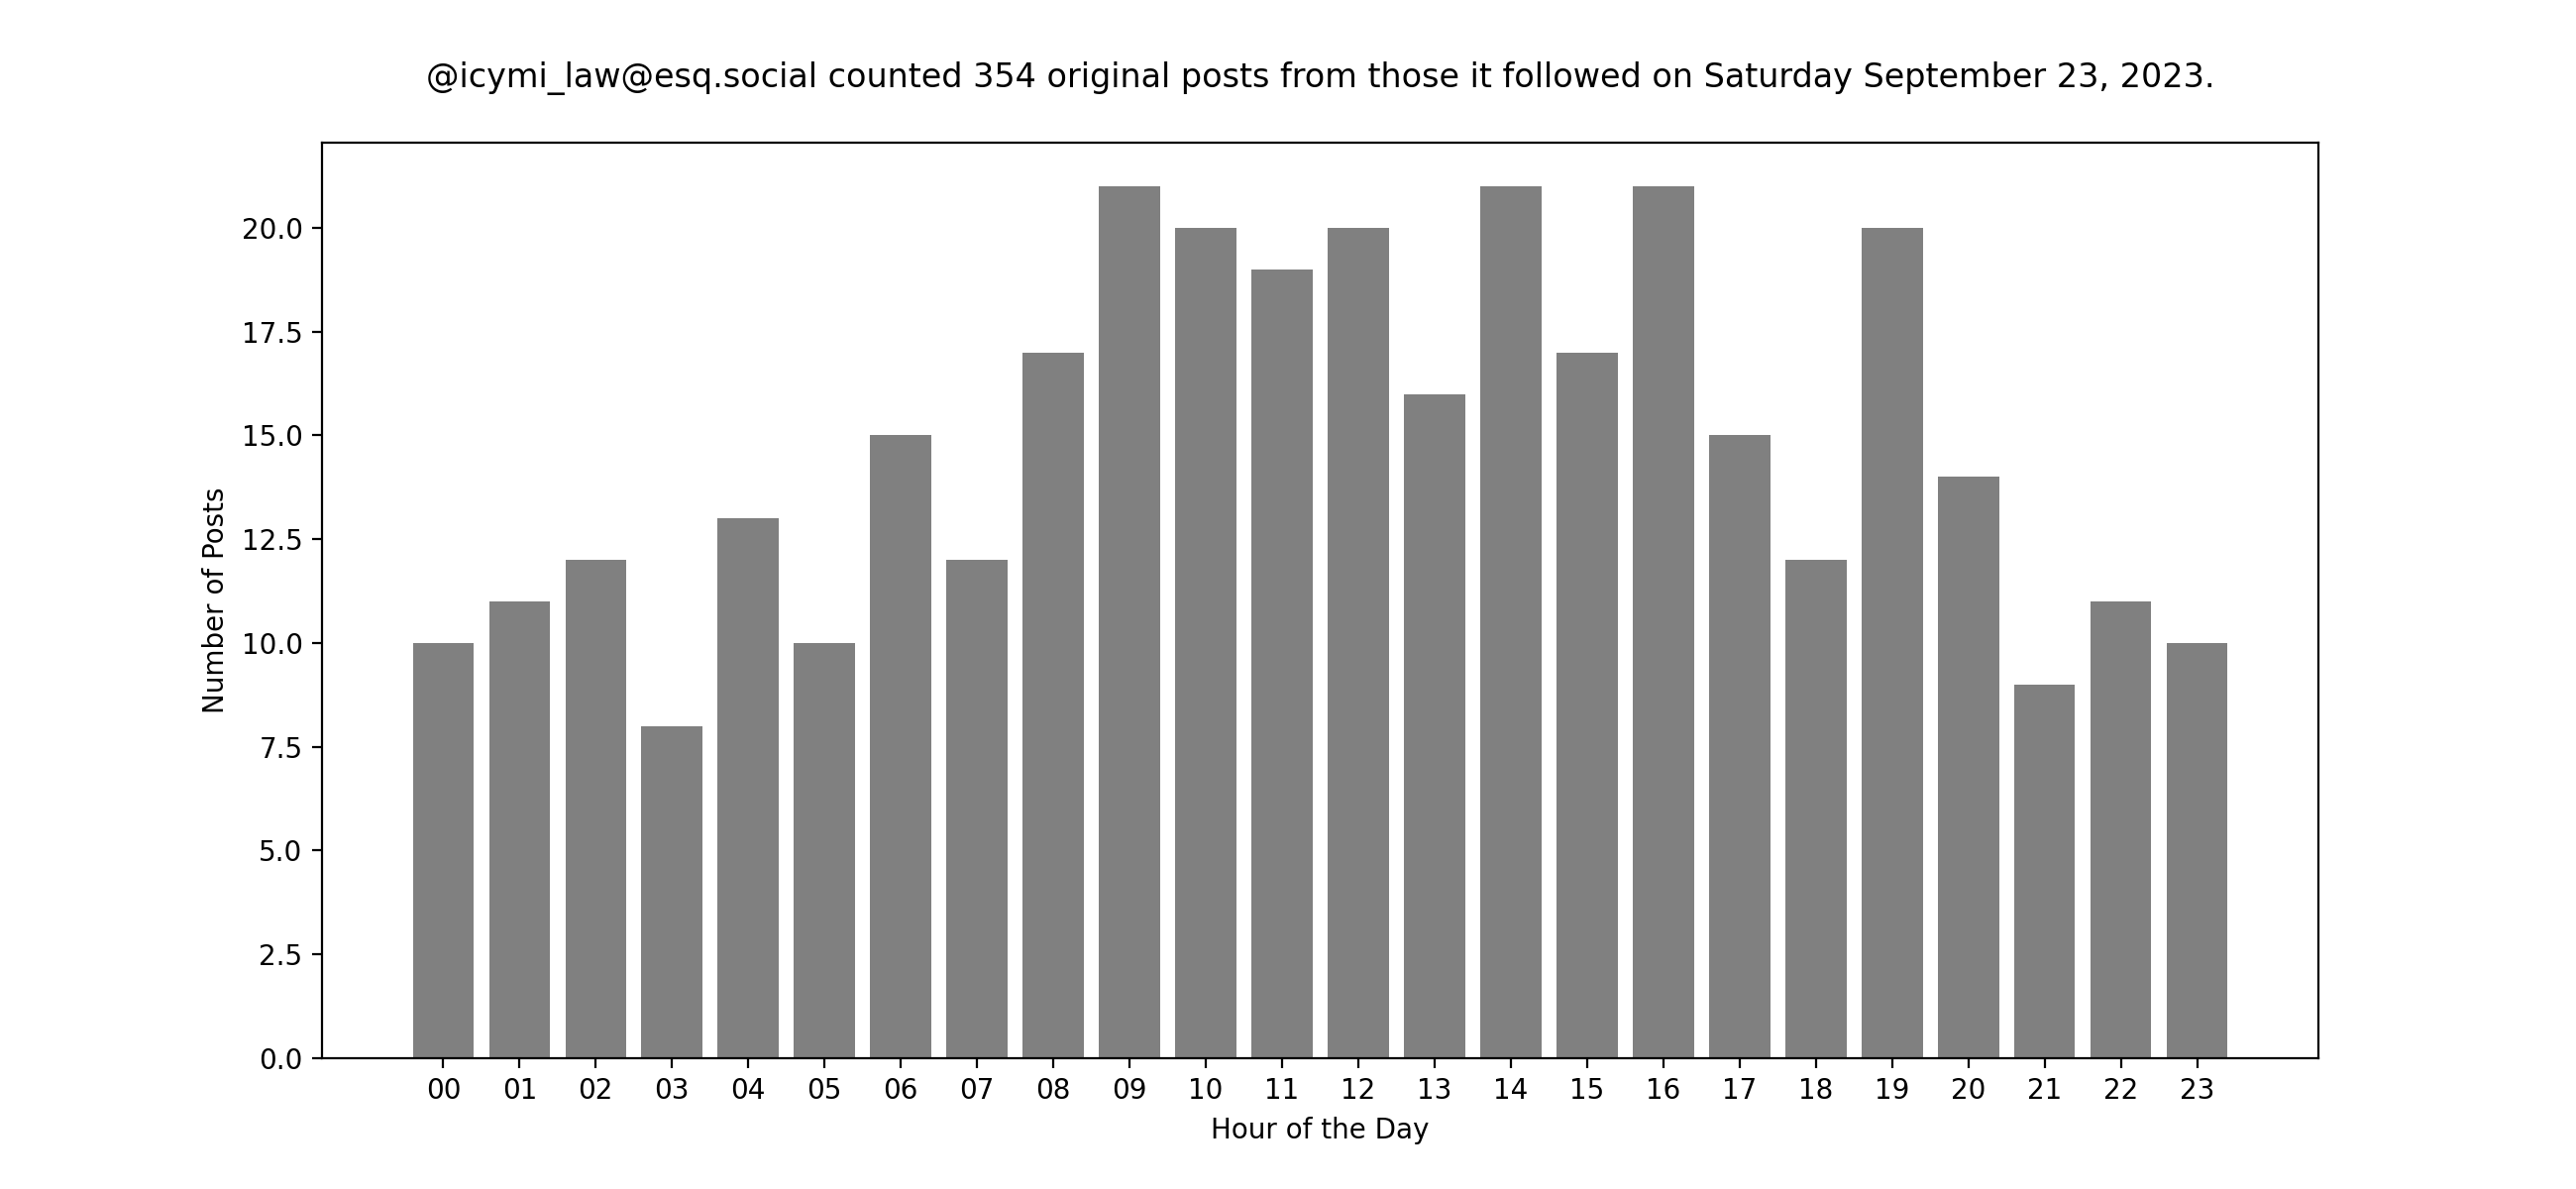 @icymi_law@esq.social counted 354 original posts from those it followed on Saturday September 23, 2023.
20.0
17.5
15.0
12.5
10.0
7.5
5.0
2.5
0.0
Number of Posts
00 01 02 03 04 05 06 07 08 09 10 11 12 13 14 15 16 17 18 19 20 21 22 23
Hour of the Day